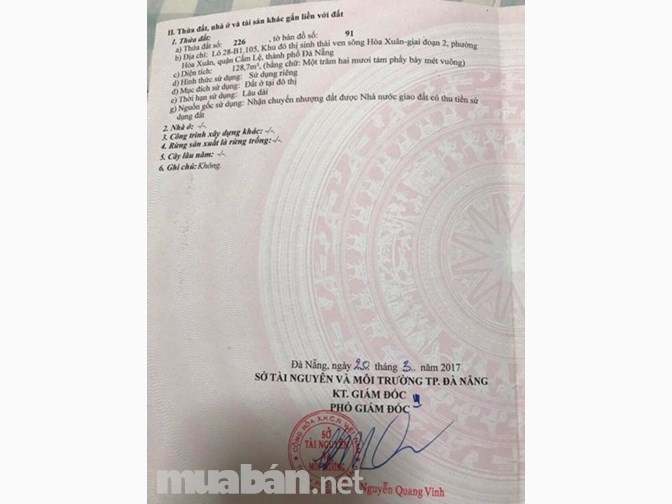 II. Thửa đất, nhà ở và tài sản khác gắn liền với đất
1. Thửa đất:
a) Thửa đất số: 226 , tờ bản đồ số: 91
b) Địa chỉ: Lô 28-B1.105, Khu đô thị sinh thái ven sông Hòa Xuân-giai đoạn 2, phường
Hòa Xuân, quận Cẩm Lệ, thành phố Đà Nẵng
c) Diện tích: 128,7m², (bằng chữ: Một trăm hai mươi tám phẩy bảy mét vuông)
d) Hình thức sử dụng: Sử dụng riêng
đ) Mục đích sử dụng: Đất ở tại đô thị
e) Thời hạn sử dụng: Lâu dài
g) Nguồn gốc sử dụng: Nhận chuyển nhượng đất được Nhà nước giao đất có thu tiền sử
dụng đất
2. Nhà ở: -/-
3. Công trình xây dựng khác: -/-
4. Rừng sản xuất là rừng trồng: -/-
5. Cây lâu năm: -/-
6. Ghi chú: Không.
Đà Nẵng, ngày 20 tháng 3 năm 2017
SỞ TÀI NGUYÊN VÀ MÔI TRƯỜNG TP. ĐÀ NẴNG
KT. GIÁM ĐỐC
PHÓ GIÁM ĐỐC
SỞ
TÀI NGUYÊN
Nguyễn Quang Vinh
muabán.net